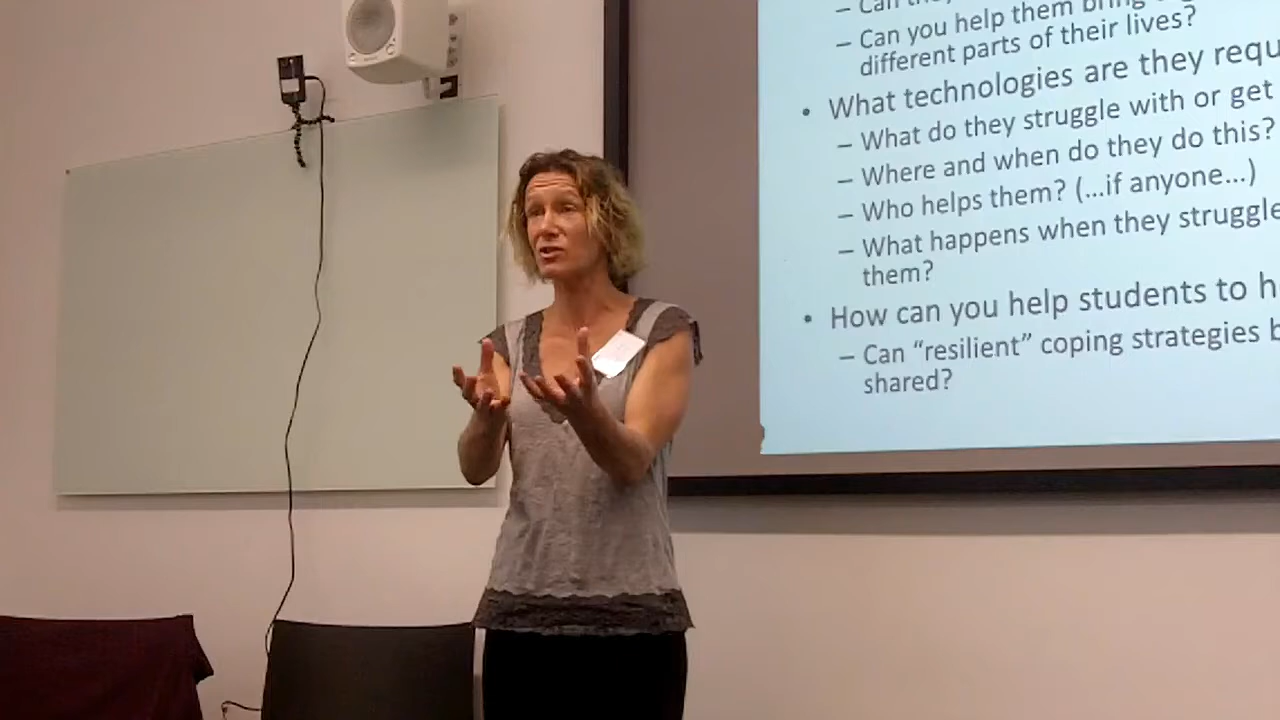 – Can
– Can you help them bring
different parts of their lives?
• What technologies are they requ
– What do they struggle with or get
– Where and when do they do this?
– Who helps them? (...if anyone...)
– What happens when they struggle
them?
• How can you help students to h
– Can “resilient” coping strategies b
shared?